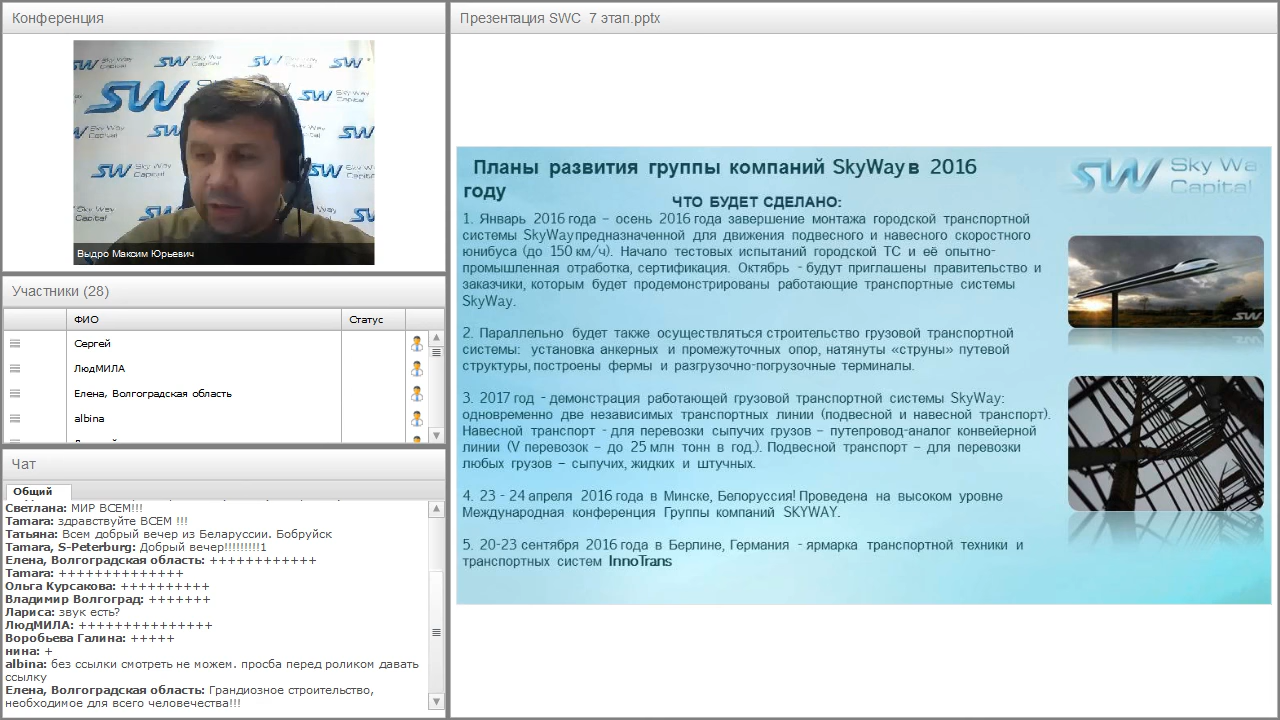 Конференция
SW Sky Way Capital
Выдро Максим Юрьевич
Участники (28)
ФИО
Статус
Сергей
ЛюдМИЛА
Елена, Волгоградская область
albina
Чат
Общий
Светлана: МИР ВСЕМ!!!
Tamara: здравствуйте ВСЕМ !!!
Татьяна: Всем добрый вечер из Беларуссии. Бобруйск
Tamara, S-Peterburg: Добрый вечер!!!!!!!!!1
Елена, Волгоградская область: ++++++++++++
Tamara: ++++++++++++++
Ольга Курсакова: ++++++++++
Владимир Волгоград: +++++++
Лариса: звук есть?
ЛюдМИЛА: +++++++++++++++
Воробьева Галина: +++++
нина: +
albina: без ссылки смотреть не можем. просба перед роликом давать
ссылку
Елена, Волгоградская область: Грандиозное строительство,
необходимое для всего человечества!!!
Презентация SWC 7 этап.pptx
Планы развития группы компаний SkyWay в 2016
году
ЧТО БУДЕТ СДЕЛАНО:
1. Январь 2016 года – осень 2016 года завершение монтажа городской транспортной
системы SkyWay предназначенной для движения подвесного и навесного скоростного
юнибуса (до 150 км/ч). Начало тестовых испытаний городской ТС и её опытно-
промышленная отработка, сертификация. Октябрь - будут приглашены правительство и
заказчики, которым будет продемонстрированы работающие транспортные системы
SkyWay.
2. Параллельно будет также осуществляться строительство грузовой транспортной
системы: установка анкерных и промежуточных опор, натянуты «струны» путевой
структуры, построены фермы и разгрузочно-погрузочные терминалы.
3. 2017 год - демонстрация работающей грузовой транспортной системы SkyWay:
одновременно две независимых транспортных линии (подвесной и навесной транспорт).
Навесной транспорт - для перевозки сыпучих грузов – путепровод-аналог конвейерной
линии (V перевозок – до 25 млн тонн в год.). Подвесной транспорт – для перевозки
любых грузов – сыпучих, жидких и штучных.
4. 23 - 24 апреля 2016 года в Минске, Белоруссия! Проведена на высоком уровне
Международная конференция Группы компаний SKYWAY.
5. 20-23 сентября 2016 года в Берлине, Германия - ярмарка транспортной техники и
транспортных систем InnoTrans
SW Sky Wa
Capital
SW